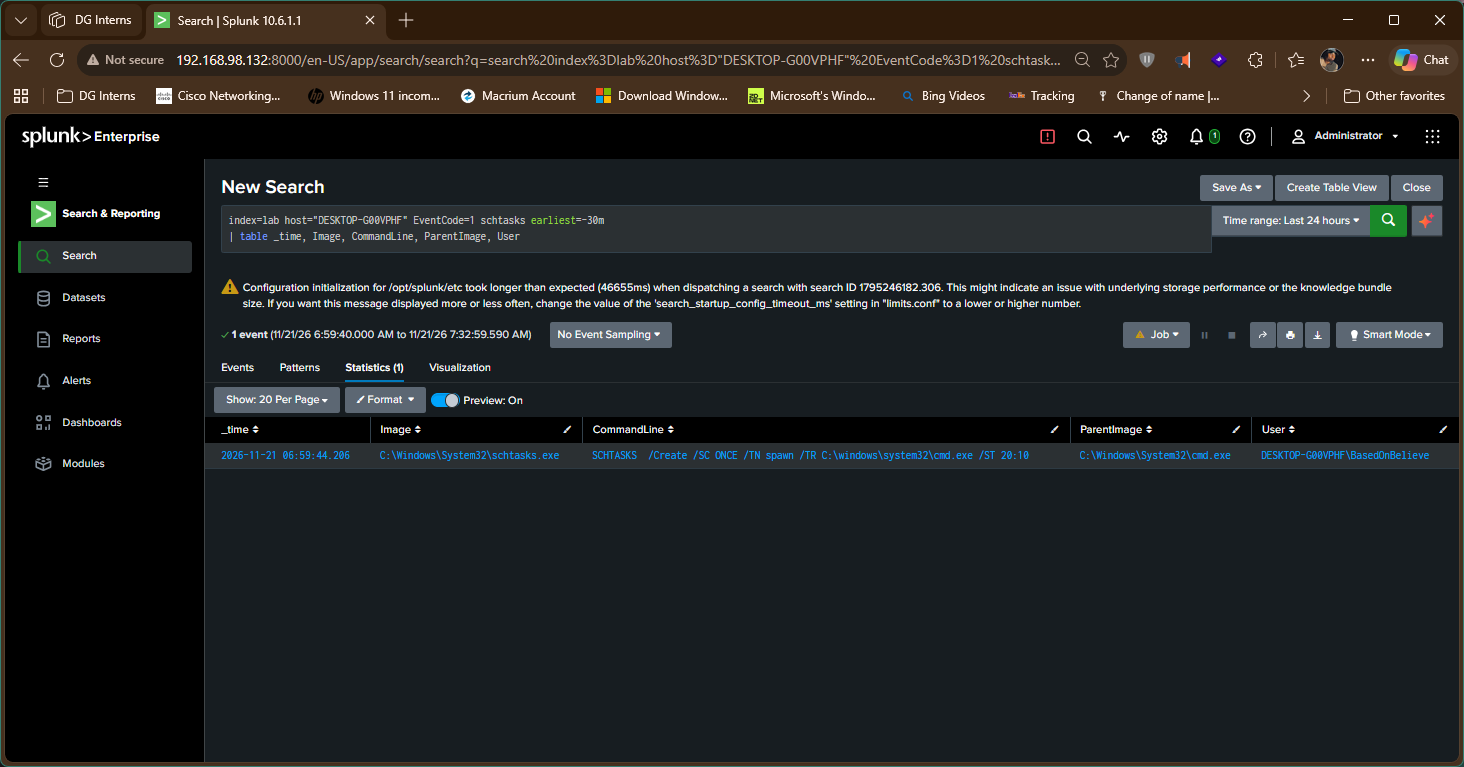 DG Interns
Search | Splunk 10.6.1.1
Not secure 192.168.98.132:8000/en-US/app/search/search?q=search%20index%3Dlab%20host%3D"DESKTOP-G00VPHF"%20EventCode%3D1%20schtask...
Chat
DG Interns
Cisco Networking...
Windows 11 incom...
Macrium Account
Download Window...
Microsoft's Windo...
Bing Videos
Tracking
Change of name |...
Other favorites
splunk>Enterprise
1
Administrator
Search & Reporting
Search
Datasets
Reports
Alerts
Dashboards
Modules
New Search
Save As
Create Table View
Close
index=lab host="DESKTOP-G00VPHF" EventCode=1 schtasks earliest=-30m
| table _time, Image, CommandLine, ParentImage, User
Time range: Last 24 hours
Configuration initialization for /opt/splunk/etc took longer than expected (46655ms) when dispatching a search with search ID 1795246182.306. This might indicate an issue with underlying storage performance or the knowledge bundle
size. If you want this message displayed more or less often, change the value of the 'search_startup_config_timeout_ms' setting in "limits.conf" to a lower or higher number.
1 event (11/21/26 6:59:40.000 AM to 11/21/26 7:32:59.590 AM)
No Event Sampling
Job
Smart Mode
Events
Patterns
Statistics (1)
Visualization
Show: 20 Per Page
Format
Preview: On
_time Image CommandLine ParentImage User
2026-11-21 06:59:44.206 C:\Windows\System32\schtasks.exe SCHTASKS  /Create /SC ONCE /TN spawn /TR C:\windows\system32\cmd.exe /ST 20:10 C:\Windows\System32\cmd.exe DESKTOP-G00VPHF\BasedOnBelieve